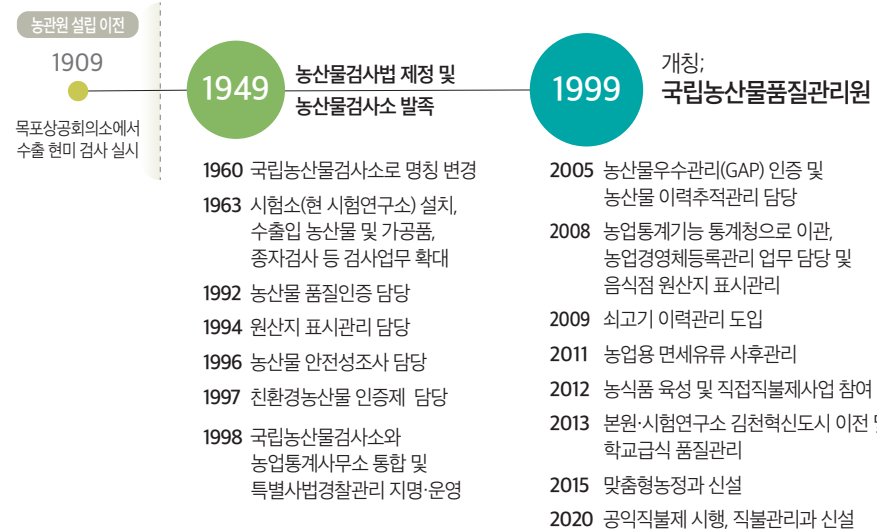 농관원 설립 이전
1909
목포상공회의소에서
수출 현미 검사 실시
1949
농산물검사법 제정 및
농산물검사소 발족
1960 국립농산물검사소로 명칭 변경
1963 시험소(현 시험연구소) 설치,
수출입 농산물 및 가공품,
종자검사 등 검사업무 확대
1992 농산물 품질인증 담당
1994 원산지 표시관리 담당
1996 농산물 안전성조사 담당
1997 친환경농산물 인증제 담당
1998 국립농산물검사소와
농업통계사무소 통합 및
특별사법경찰관리 지명·운영
1999
개칭;
국립농산물품질관리원
2005 농산물우수관리(GAP) 인증 및
농산물 이력추적관리 담당
2008 농업통계기능 통계청으로 이관,
농업경영체등록관리 업무 담당 및
음식점 원산지 표시관리
2009 쇠고기 이력관리 도입
2011 농업용 면세유류 사후관리
2012 농식품 육성 및 직접직불제사업 참여
2013 본원·시험연구소 김천혁신도시 이전
학교급식 품질관리
2015 맞춤형농정과 신설
2020 공익직불제 시행, 직불관리과 신설